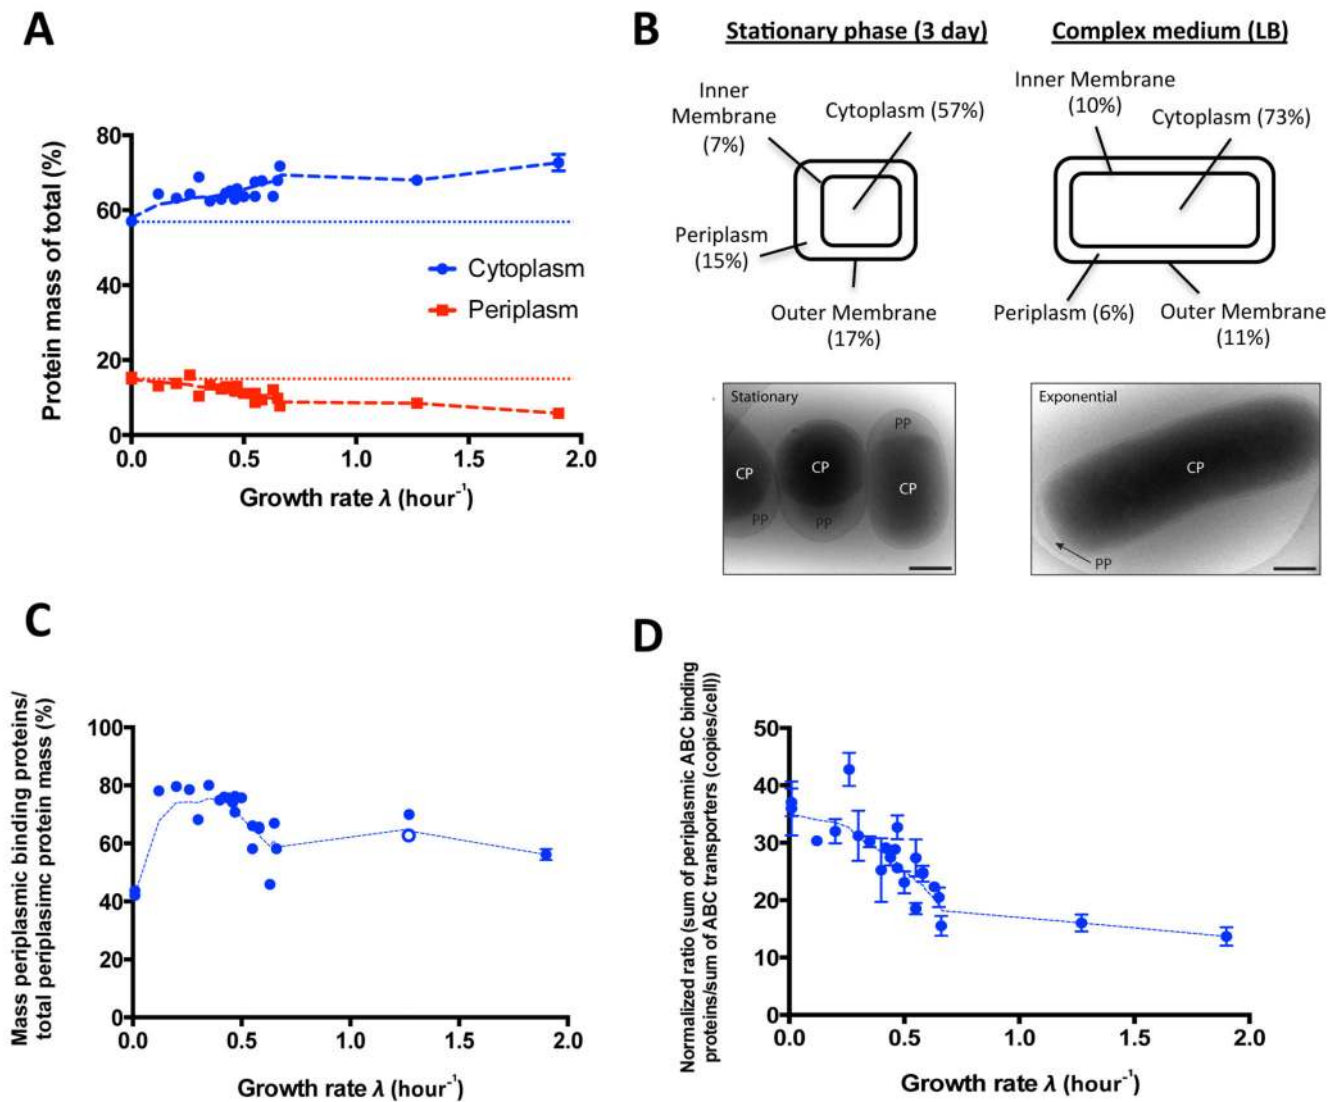 A
Protein mass of total (%)
80
60
40
20
0
0.0
0.5
1.0
1.5
2.0
Cytoplasm
Periplasm
Growth rate λ (hour⁻¹)
B
Stationary phase (3 day)
Complex medium (LB)
Inner
Membrane
(7%)
Cytoplasm (57%)
Periplasm
(15%)
Outer Membrane
(17%)
Inner Membrane
(10%)
Cytoplasm (73%)
Periplasm (6%)
Outer Membrane
(11%)
Stationary
CP
PP
CP
PP
PP
CP
Exponential
CP
PP
C
Mass periplasmic binding proteins/
total periplasimc protein mass (%)
100
80
60
40
20
0
0.0
0.5
1.0
1.5
2.0
Growth rate λ (hour⁻¹)
D
Normalized ratio (sum of periplasmic ABC binding
proteins/sum of ABC transporters (copies/cell))
50
40
30
20
10
0
0.0
0.5
1.0
1.5
2.0
Growth rate λ (hour⁻¹)